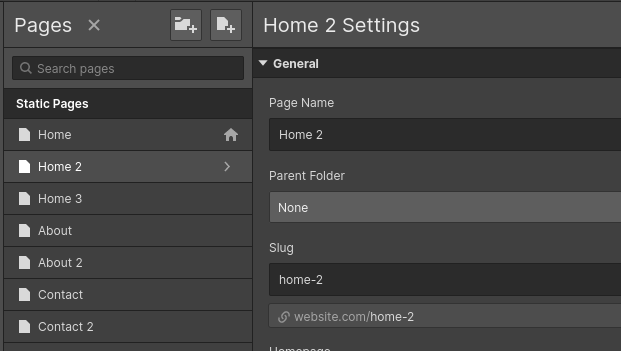 Pages
Search pages
Static Pages
Home
Home 2
Home 3
About
About 2
Contact
Contact 2
Home 2 Settings
General
Page Name
Home 2
Parent Folder
None
Slug
home-2
website.com/home-2
Homepage